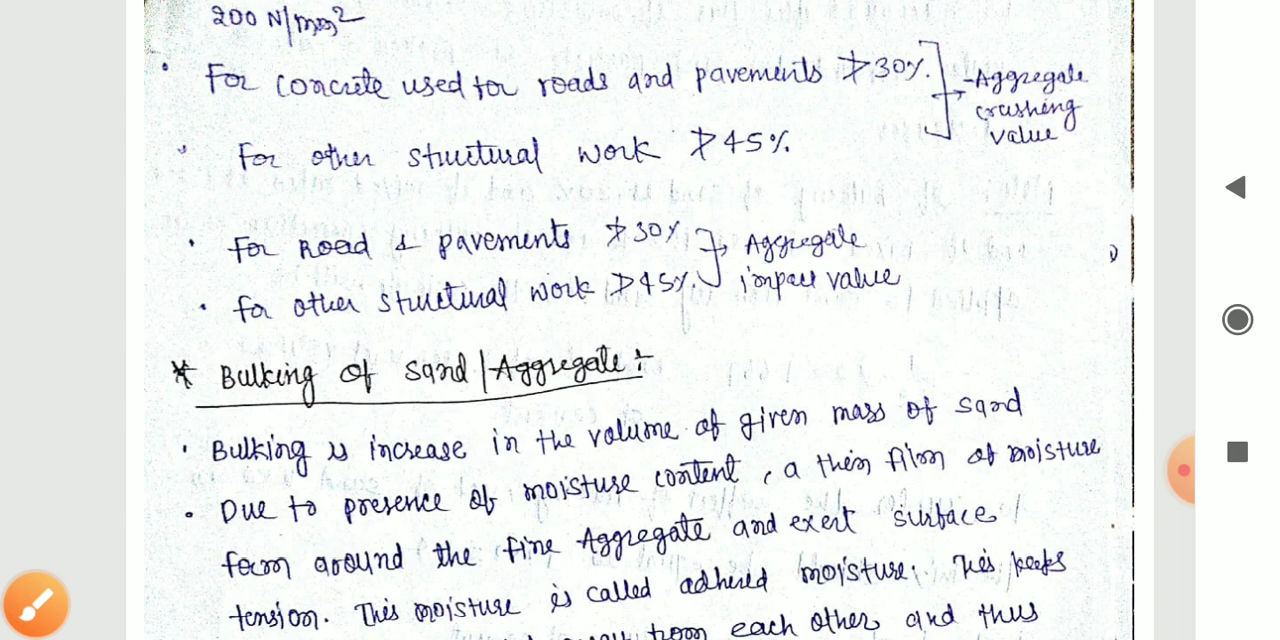 200 N/mm2
• For concrete used for roads and pavements ≯30%. - Aggregate
crushing
value
• For other structural work ≯45%
• For Road & pavements ≯30% → Aggregate
• for other structural work ≯45%. impact value
* Bulking of sand/Aggregate :-
• Bulking is increase in the volume of given mass of sand
• Due to presence of moisture content, a thin film of moisture
form around the fine Aggregate and exert surface
tension. This moisture is called adhered moisture. This keeps
from each other and thus